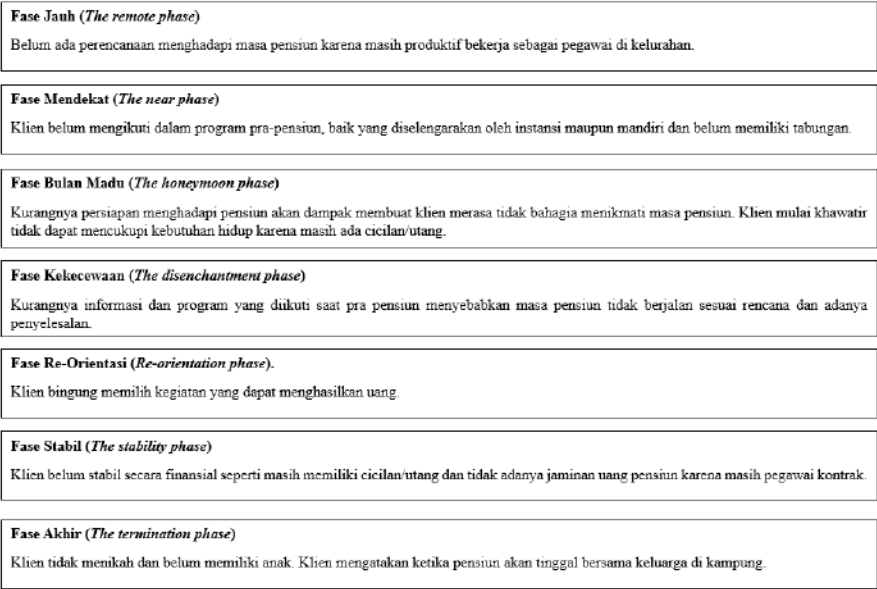 Fase Jauh (The remote phase)
Belum ada perencanaan menghadapi masa pensiun karena masih produktif bekerja sebagai pegawai di kelurahan.
Fase Mendekat (The near phase)
Klien belum mengikuti dalam program pra-pensiun, baik yang diselengarakan oleh instansi maupun mandiri dan belum memiliki tabungan.
Fase Bulan Madu (The honeymoon phase)
Kurangnya persiapan menghadapi pensiun akan dampak membuat klien merasa tidak bahagia menikmati masa pensiun. Klien mulai khawatir
tidak dapat mencukupi kebutuhan hidup karena masih ada cicilan/utang.
Fase Kekecewaan (The disenchantment phase)
Kurangnya informasi dan program yang diikuti saat pra pensiun menyebabkan masa pensiun tidak berjalan sesuai rencana dan adanya
penyelesalan.
Fase Re-Orientasi (Re-orientation phase).
Klien bingung memilih kegiatan yang dapat menghasilkan uang.
Fase Stabil (The stability phase)
Klien belum stabil secara finansial seperti masih memiliki cicilan/utang dan tidak adanya jaminan uang pensiun karena masih pegawai kontrak.
Fase Akhir (The termination phase)
Klien tidak menikah dan belum memiliki anak. Klien mengatakan ketika pensiun akan tinggal bersama keluarga di kampung.